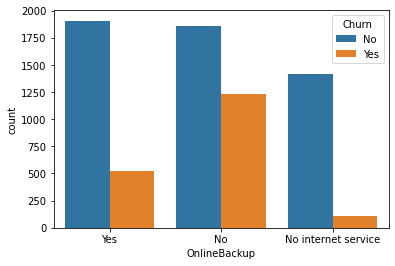 2000
1750
1500
1250
1000
750
500
250
0
count
Churn
No
Yes
Yes
No
No internet service
OnlineBackup